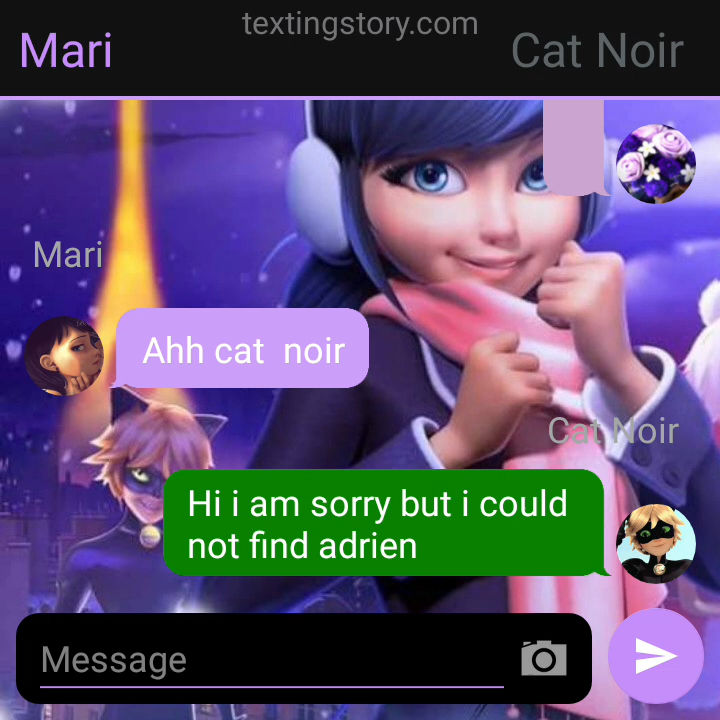 textingstory.com
Mari
Cat Noir
Mari
Ahh cat  noir
Cat Noir
Hi i am sorry but i could
not find adrien
Message